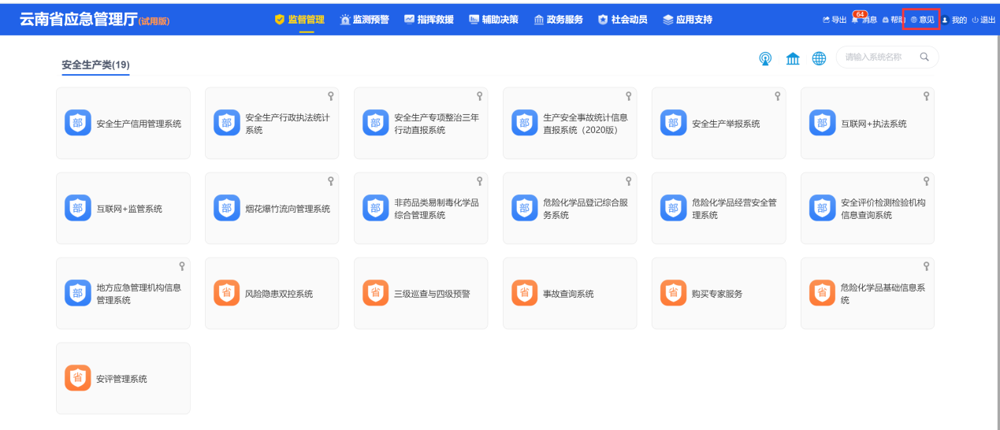 云南省应急管理厅(试用版) 监督管理 监测预警 指挥救援 辅助决策 政务服务 社会动员 应用支持 导出 64 消息 帮助 意见 我的 退出
安全生产类(19) 请输入系统名称
部 安全生产信用管理系统
部 安全生产行政执法统计
系统
部 安全生产专项整治三年
行动直报系统
部 生产安全事故统计信息
直报系统（2020版）
部 安全生产举报系统
部 互联网+执法系统
部 互联网+监管系统
部 烟花爆竹流向管理系统
部 非药品类易制毒化学品
综合管理系统
部 危险化学品登记综合服
务系统
部 危险化学品经营安全管
理系统
部 安全评价检测检验机构
信息查询系统
部 地方应急管理机构信息
管理系统
省 风险隐患双控系统
省 三级巡查与四级预警
省 事故查询系统
省 购买专家服务
省 危险化学品基础信息系
统
省 安评管理系统